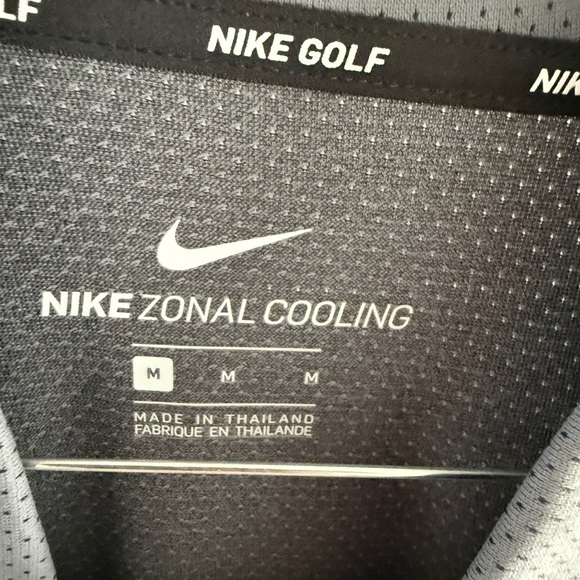 LF NIKE GOLF NIK
NIKE ZONAL COOLING
M M M
MADE IN THAILAND
FABRIQUE EN THAILANDE